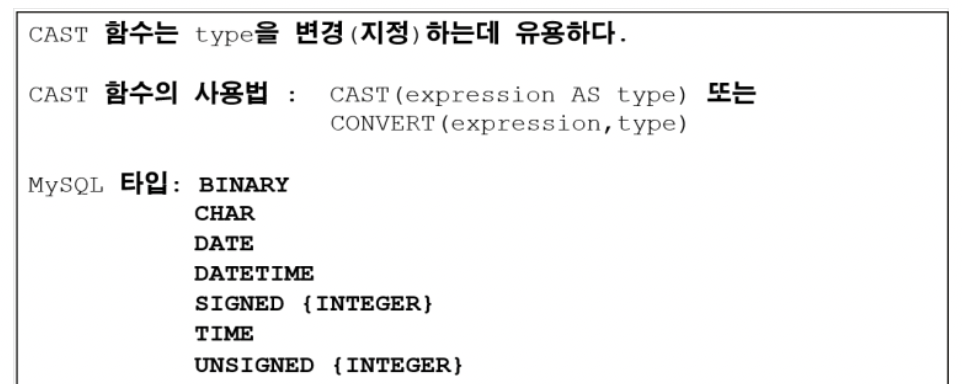 CAST 함수는 type을 변경(지정)하는데 유용하다.
CAST 함수의 사용법 : CAST(expression AS type) 또는
CONVERT(expression,type)
MySQL 타입: BINARY
CHAR
DATE
DATETIME
SIGNED {INTEGER}
TIME
UNSIGNED {INTEGER}